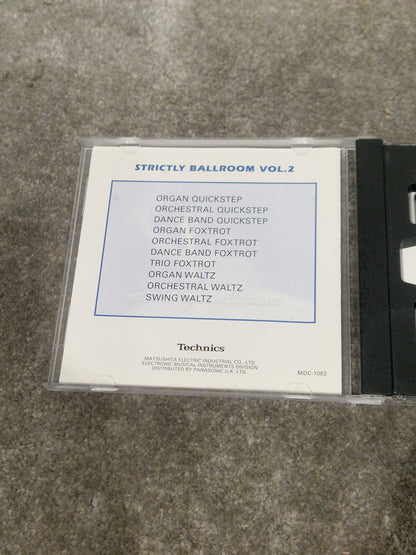 STRICTLY BALLROOM VOL.2
ORGAN QUICKSTEP
ORCHESTRAL QUICKSTEP
DANCE BAND QUICKSTEP
ORGAN FOXTROT
ORCHESTRAL FOXTROT
DANCE BAND FOXTROT
TRIO FOXTROT
ORGAN WALTZ
ORCHESTRAL WALTZ
SWING WALTZ
Technics
MATSUSHITA ELECTRIC INDUSTRIAL CO., LTD.
ELECTRONIC MUSICAL INSTRUMENTS DIVISION
DISTRIBUTED BY PANASONIC U.K. LTD.
MDC-1062